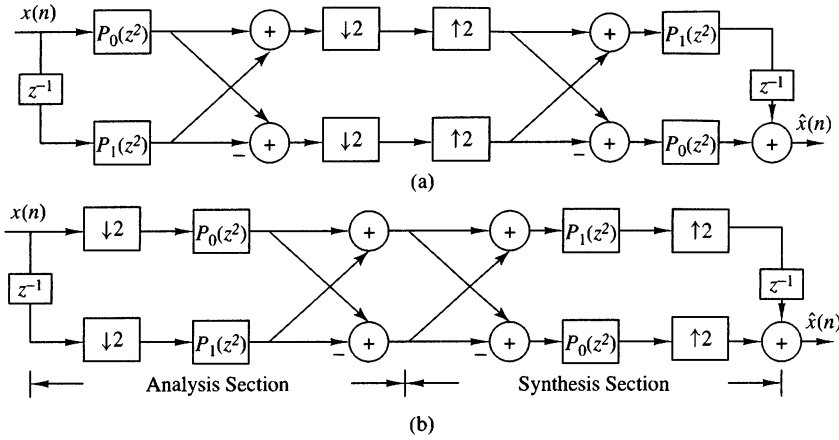 x(n)
P₀(z²) + ↓2 ↑2 + P₁(z²)
z⁻¹ z⁻¹
x̂(n)
P₁(z²) − + ↓2 ↑2 − + P₀(z²) +
(a)
x(n)
↓2 P₀(z²) + + P₁(z²) ↑2
z⁻¹ z⁻¹
x̂(n)
↓2 P₁(z²) − + − + P₀(z²) ↑2 +
Analysis Section Synthesis Section
(b)